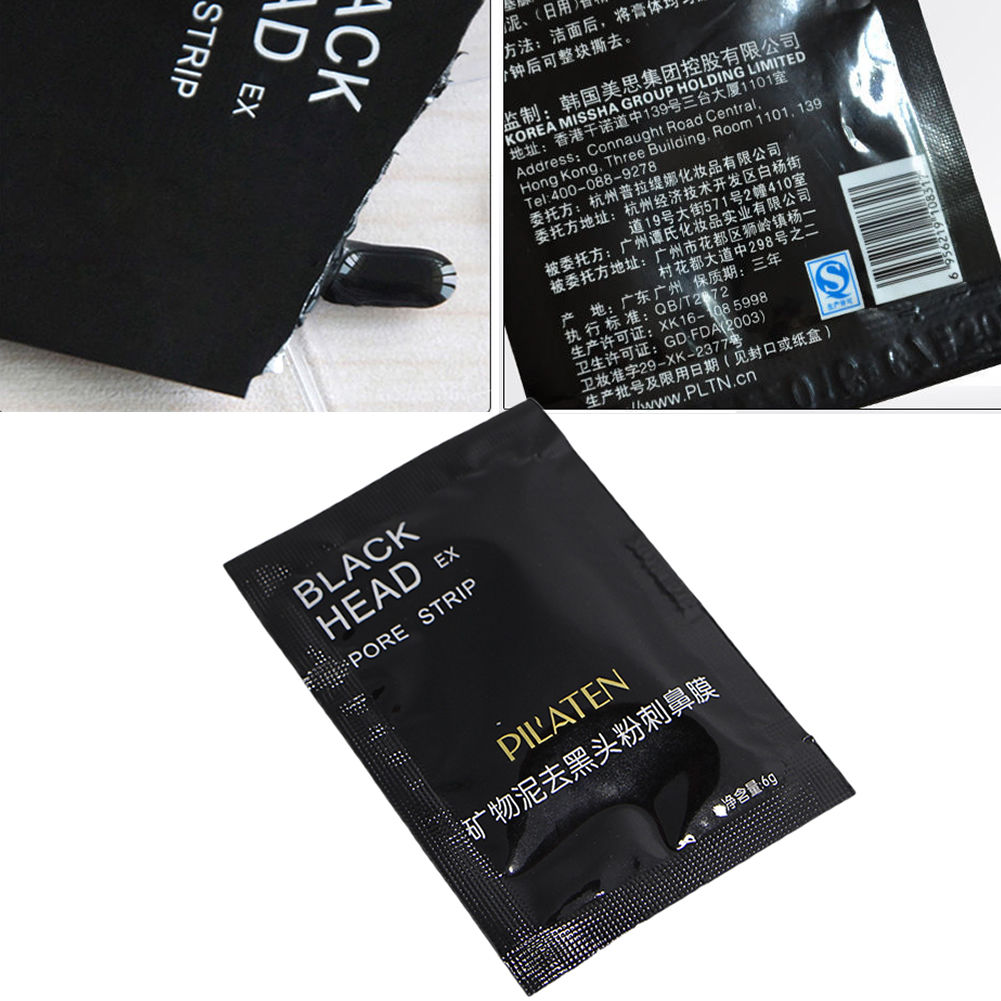 ACK
AD EX
STRIP
泥、(日用)香精
方法：洁面后，将膏体均匀
钟后可整块撕去。
监制：韩国美思集团控股有限公司
KOREA MISSHA GROUP HOLDING LIMITED
地址：香港干诺道中139号三台大厦1101室
Address：Connaught Road Central,
Hong Kong, Three Building, Room 1101, 139
Tel:400-088-9278
委托方：杭州普拉缇娜化妆品有限公司
委托方地址：杭州经济技术开发区白杨街
道19号大街571号2幢410室
被委托方：广州谭氏化妆品实业有限公司
被委托方地址：广州市花都区狮岭镇杨一
村花都大道中298号之二
产 地：广东广州 保质期：三年
执行标准：QB/T2872
生产许可证：XK16-108 5998
卫生许可证：GD·FDA(2003)
卫妆准字29-XK-2377号
生产批号及限用日期(见封口或纸盒)
//www.PLTN.cn
生产许可
BLACK
HEAD EX
PORE STRIP
PIL'ATEN
矿物泥去黑头粉刺鼻膜
净含量:6g